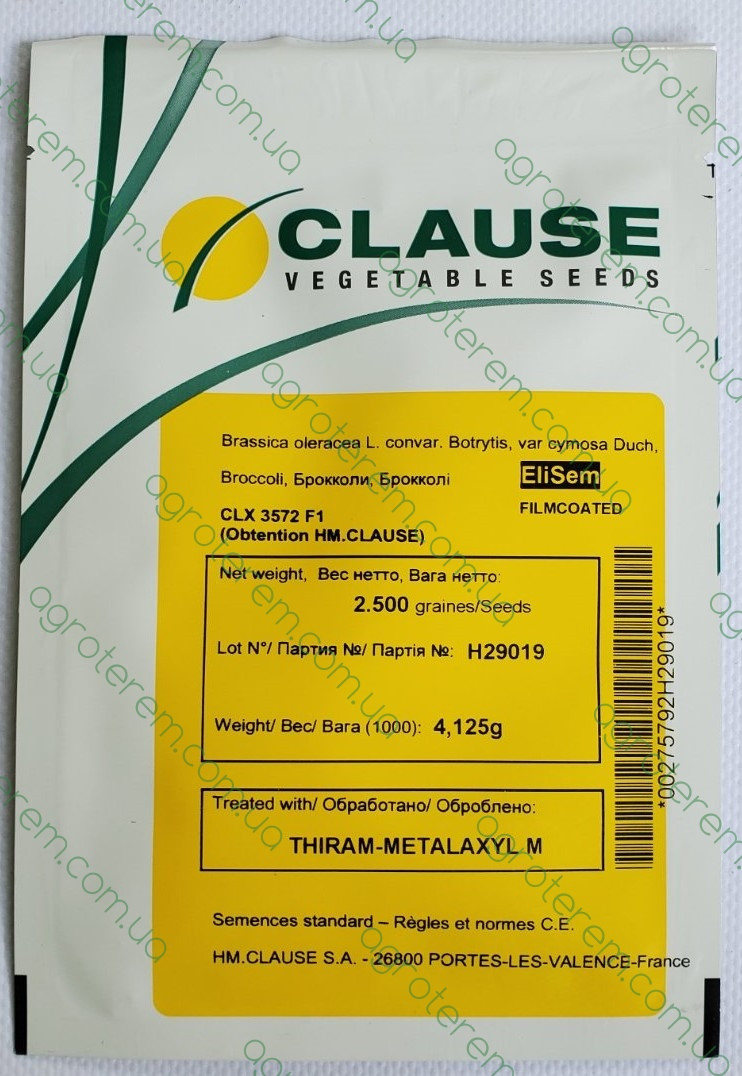 CLAUSE
VEGETABLE SEEDS
Brassica oleracea L. convar. Botrytis, var cymosa Duch,
Broccoli, Брокколи, Брокколі
EliSem
FILMCOATED
CLX 3572 F1
(Obtention HM.CLAUSE)
Net weight, Вес нетто, Вага нетто:
2.500 graines/Seeds
Lot N°/ Партия №/ Партія №: H29019
Weight/ Вес/ Вага (1000): 4,125g
*00275792H29019*
Treated with/ Обработано/ Оброблено:
THIRAM-METALAXYL M
Semences standard – Règles et normes C.E.
HM.CLAUSE S.A. - 26800 PORTES-LES-VALENCE-France
agroterem.com.ua